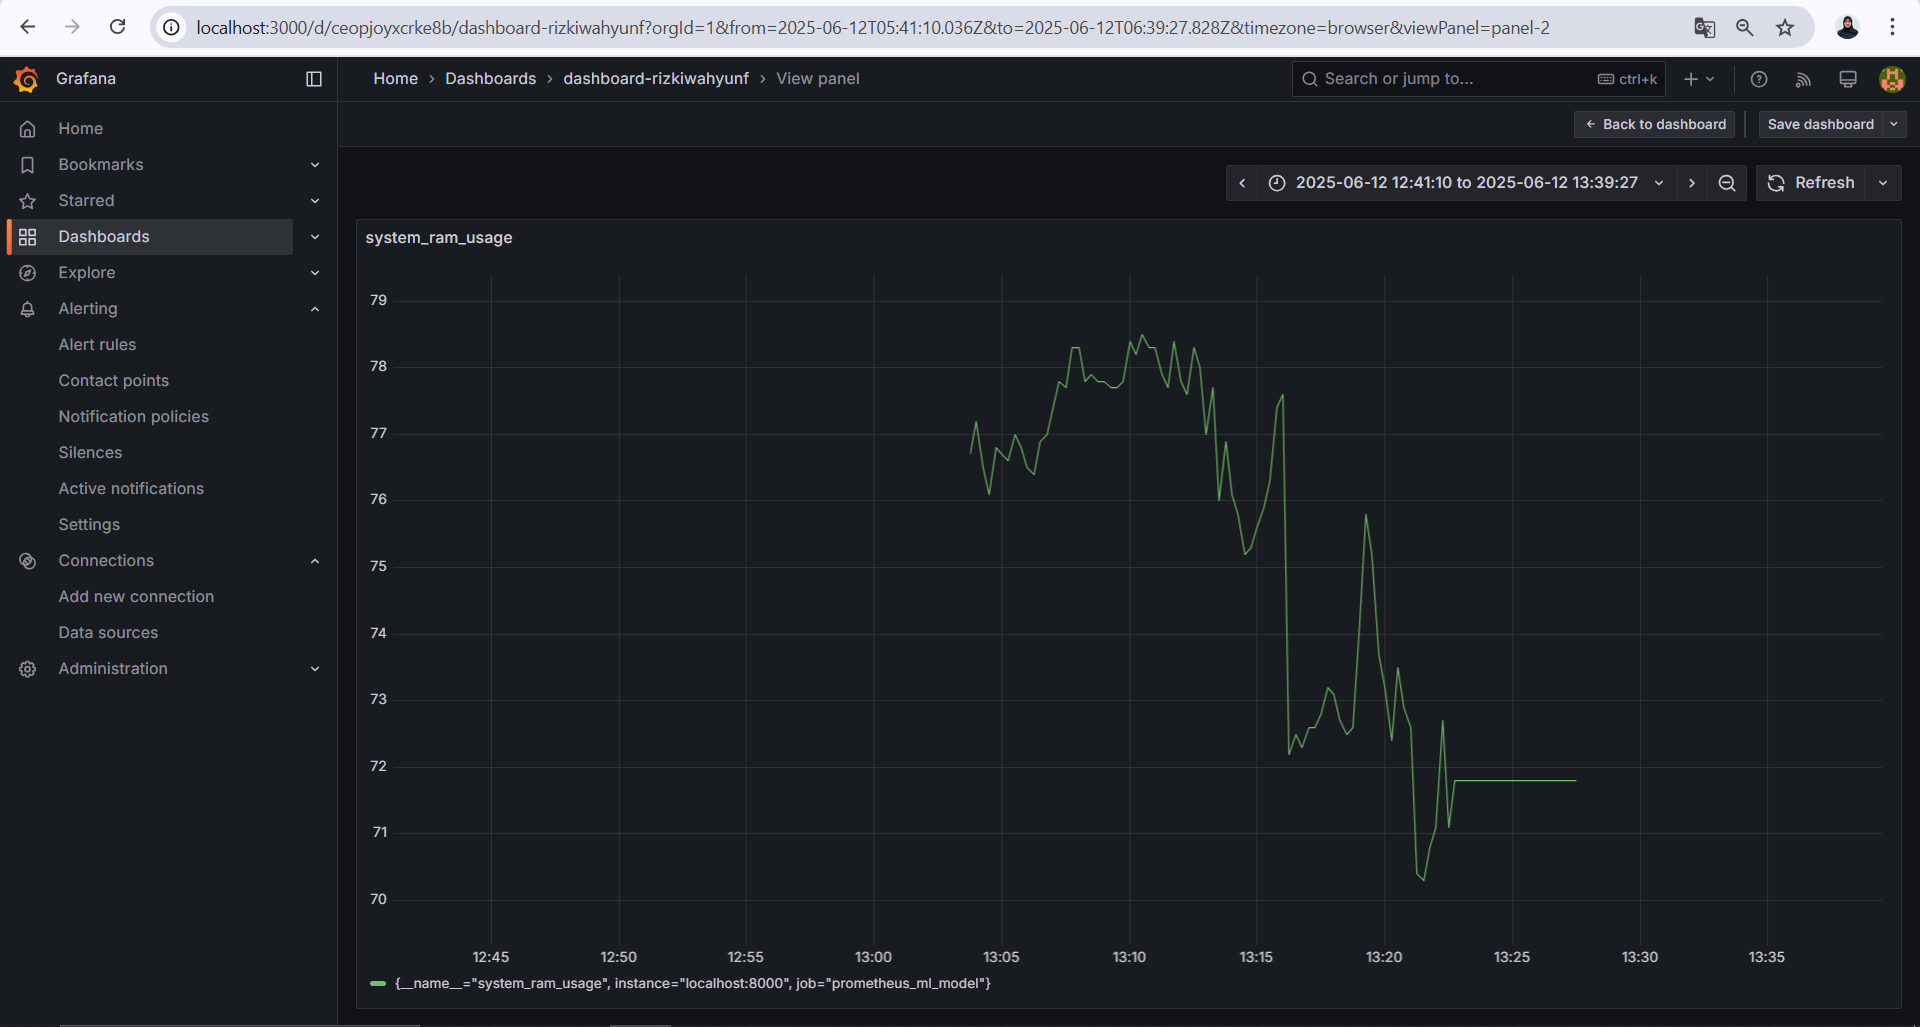 localhost:3000/d/ceopjoyxcrke8b/dashboard-rizkiwahyunf?orgId=1&from=2025-06-12T05:41:10.036Z&to=2025-06-12T06:39:27.828Z&timezone=browser&viewPanel=panel-2
Grafana
Home › Dashboards › dashboard-rizkiwahyunf › View panel
Search or jump to...
ctrl+k
Back to dashboard
Save dashboard
2025-06-12 12:41:10 to 2025-06-12 13:39:27
Refresh
Home
Bookmarks
Starred
Dashboards
Explore
Alerting
Alert rules
Contact points
Notification policies
Silences
Active notifications
Settings
Connections
Add new connection
Data sources
Administration
system_ram_usage
79
78
77
76
75
74
73
72
71
70
12:45 12:50 12:55 13:00 13:05 13:10 13:15 13:20 13:25 13:30 13:35
{__name__="system_ram_usage", instance="localhost:8000", job="prometheus_ml_model"}